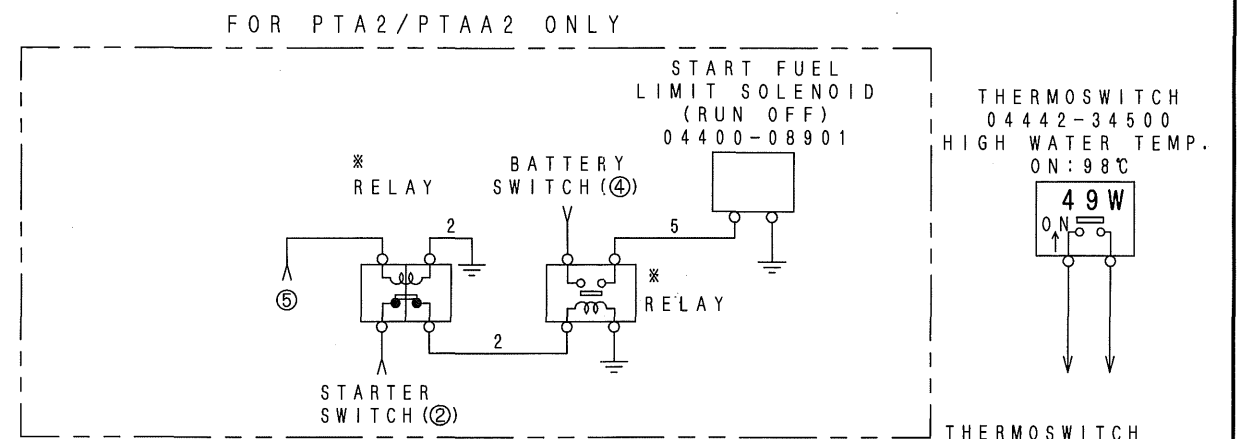 FOR PTA2/PTAA2 ONLY
START FUEL
LIMIT SOLENOID
(RUN OFF)
04400-08901
THERMOSWITCH
04442-34500
HIGH WATER TEMP.
ON:98℃
49W
ON
※
RELAY
BATTERY
SWITCH(④)
2
5
⑤
※
RELAY
2
STARTER
SWITCH(②)
THERMOSWITCH